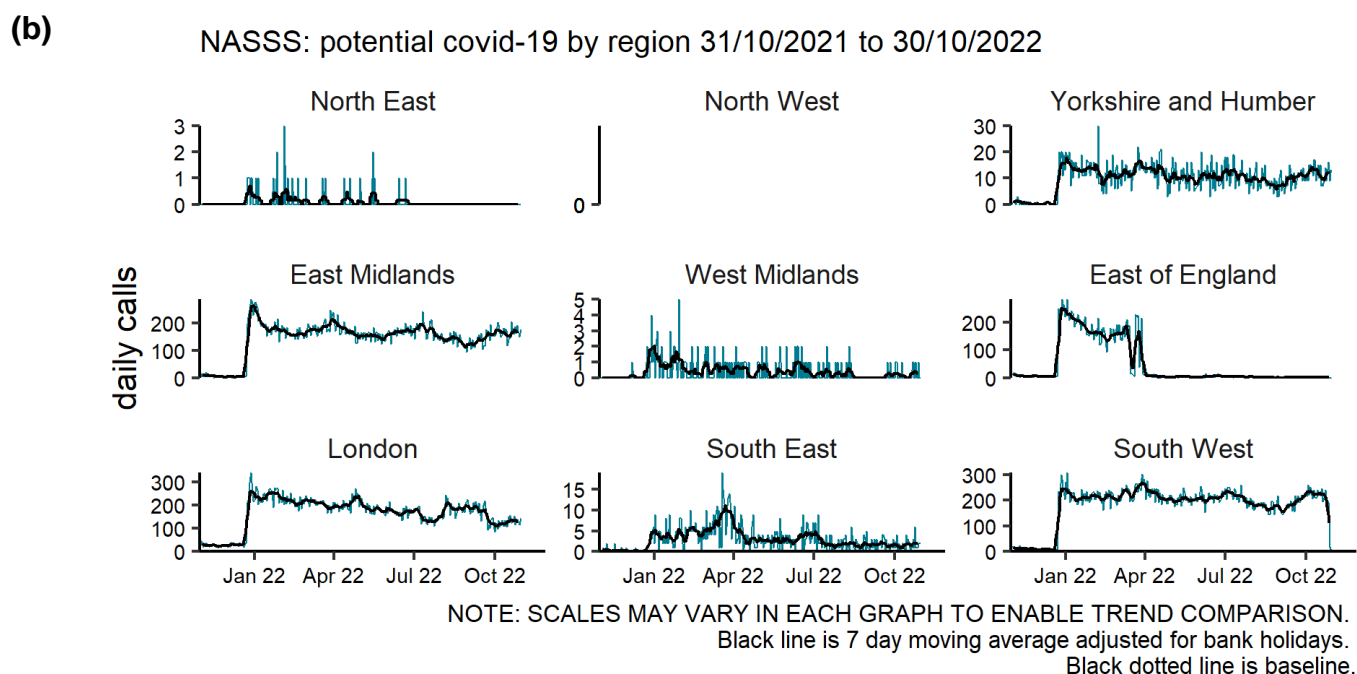 (b)
NASSS: potential covid-19 by region 31/10/2021 to 30/10/2022
daily calls
North East
3
2
1
0
North West
0
Yorkshire and Humber
30
20
10
0
East Midlands
200
100
0
West Midlands
5
4
3
2
1
0
East of England
200
100
0
London
300
200
100
0
Jan 22 Apr 22 Jul 22 Oct 22
South East
15
10
5
0
Jan 22 Apr 22 Jul 22 Oct 22
South West
300
200
100
0
Jan 22 Apr 22 Jul 22 Oct 22
NOTE: SCALES MAY VARY IN EACH GRAPH TO ENABLE TREND COMPARISON.
Black line is 7 day moving average adjusted for bank holidays.
Black dotted line is baseline.